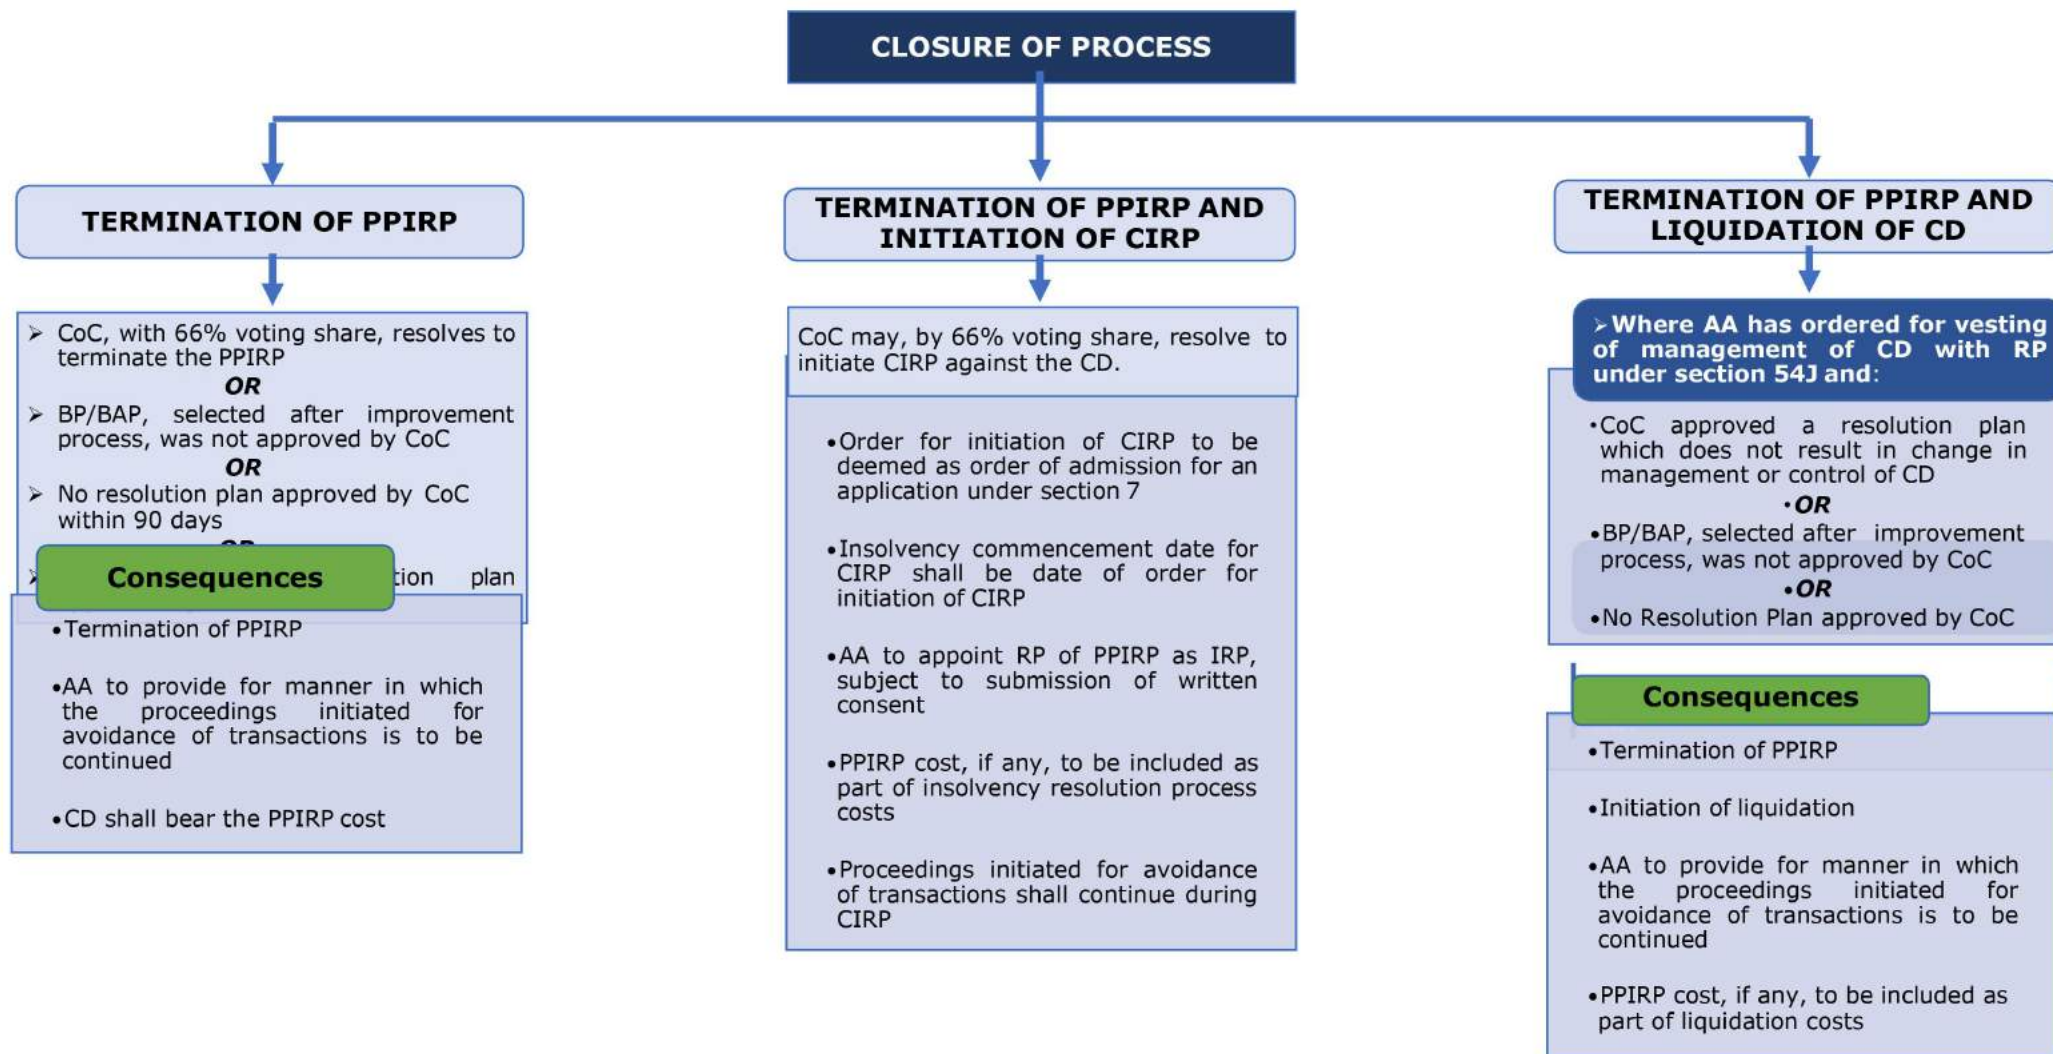 CLOSURE OF PROCESS
TERMINATION OF PPIRP
➤ CoC, with 66% voting share, resolves to
terminate the PPIRP
OR
➤ BP/BAP, selected after improvement
process, was not approved by CoC
OR
➤ No resolution plan approved by CoC
within 90 days
OR
➤ tion plan
Consequences
•Termination of PPIRP
•AA to provide for manner in which
the proceedings initiated for
avoidance of transactions is to be
continued
•CD shall bear the PPIRP cost
TERMINATION OF PPIRP AND
INITIATION OF CIRP
CoC may, by 66% voting share, resolve to
initiate CIRP against the CD.
•Order for initiation of CIRP to be
deemed as order of admission for an
application under section 7
•Insolvency commencement date for
CIRP shall be date of order for
initiation of CIRP
•AA to appoint RP of PPIRP as IRP,
subject to submission of written
consent
•PPIRP cost, if any, to be included as
part of insolvency resolution process
costs
•Proceedings initiated for avoidance
of transactions shall continue during
CIRP
TERMINATION OF PPIRP AND
LIQUIDATION OF CD
➤Where AA has ordered for vesting
of management of CD with RP
under section 54J and:
•CoC approved a resolution plan
which does not result in change in
management or control of CD
•OR
•BP/BAP, selected after improvement
process, was not approved by CoC
•OR
•No Resolution Plan approved by CoC
Consequences
•Termination of PPIRP
•Initiation of liquidation
•AA to provide for manner in which
the proceedings initiated for
avoidance of transactions is to be
continued
•PPIRP cost, if any, to be included as
part of liquidation costs